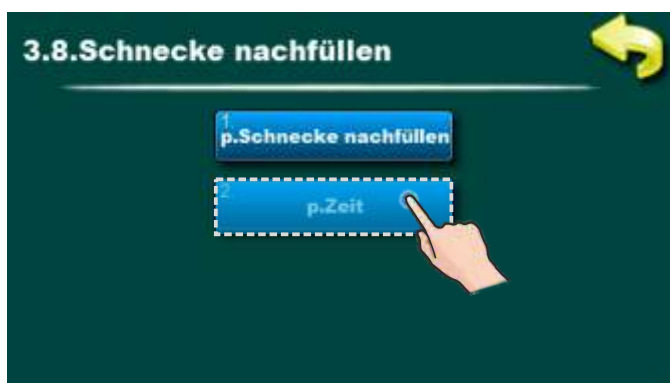 3.8.Schnecke nachfüllen
1.
p.Schnecke nachfüllen
2.
p.Zeit